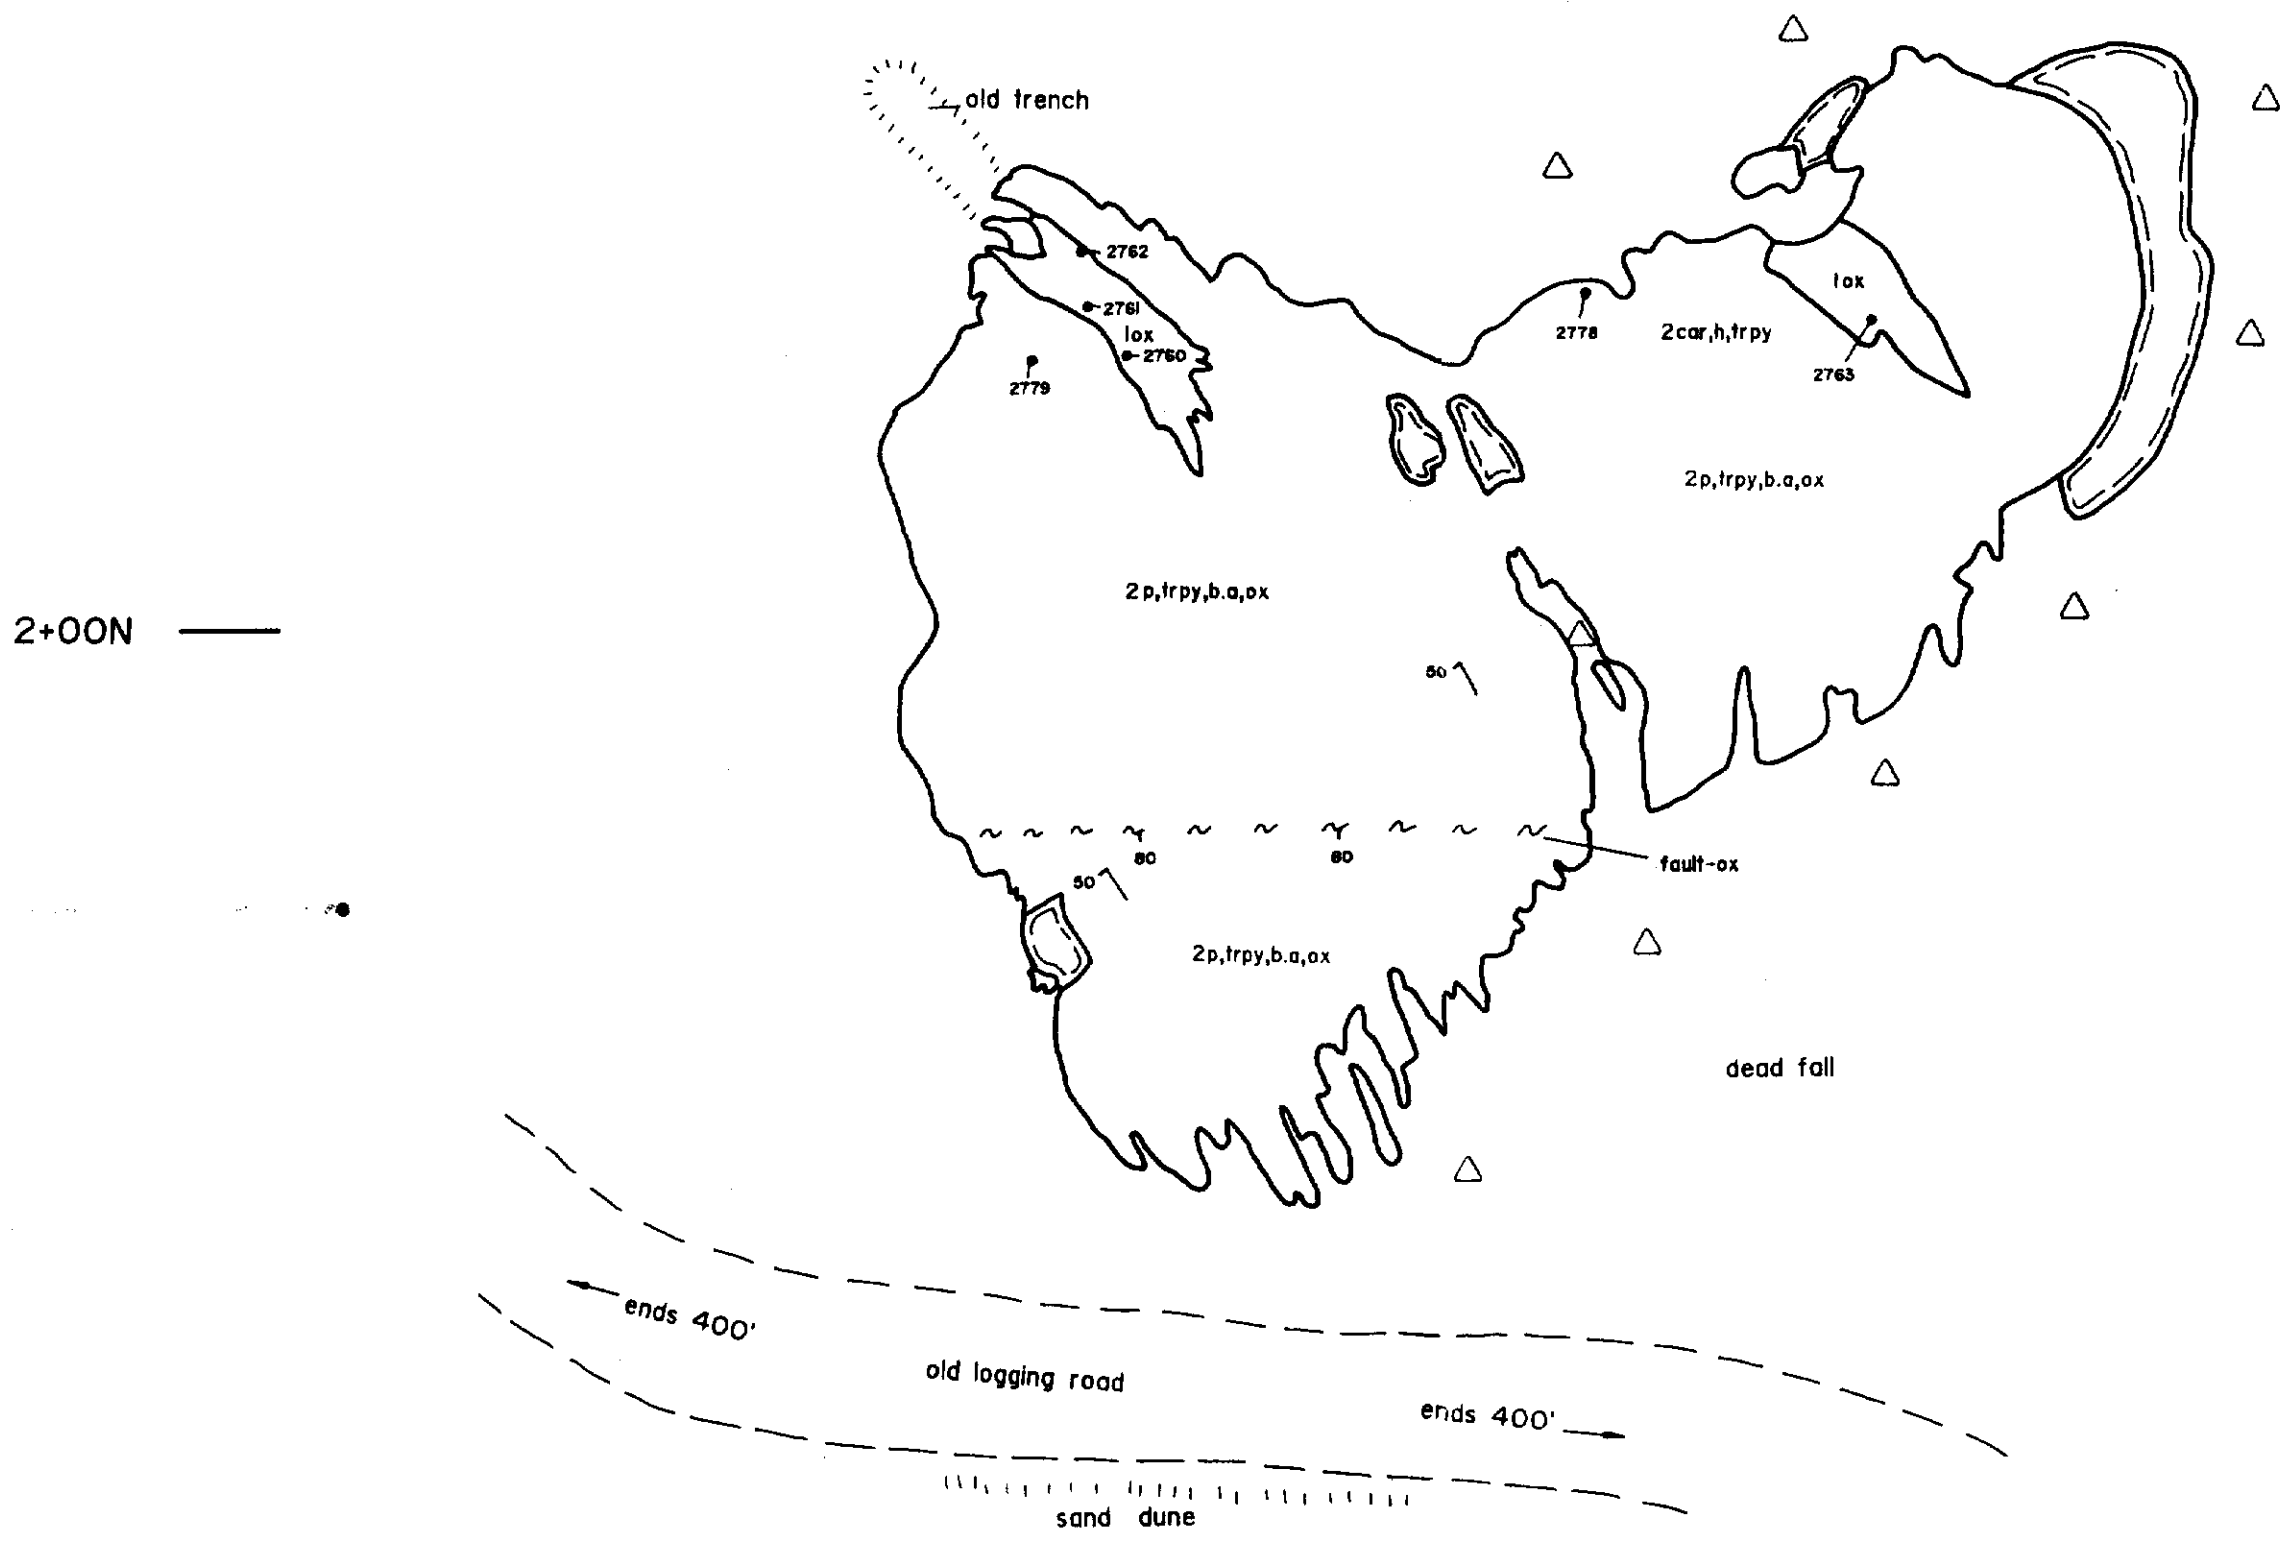 old trench
2762
2761
lox
2760
2779
2778
2car,h,trpy
lox
2763
2p,trpy,b.a,ox
2p,trpy,b.a,ox
2+00N
50
80
80
fault-ox
50
2p,trpy,b.a,ox
dead fall
ends 400'
old logging road
ends 400'
sand dune